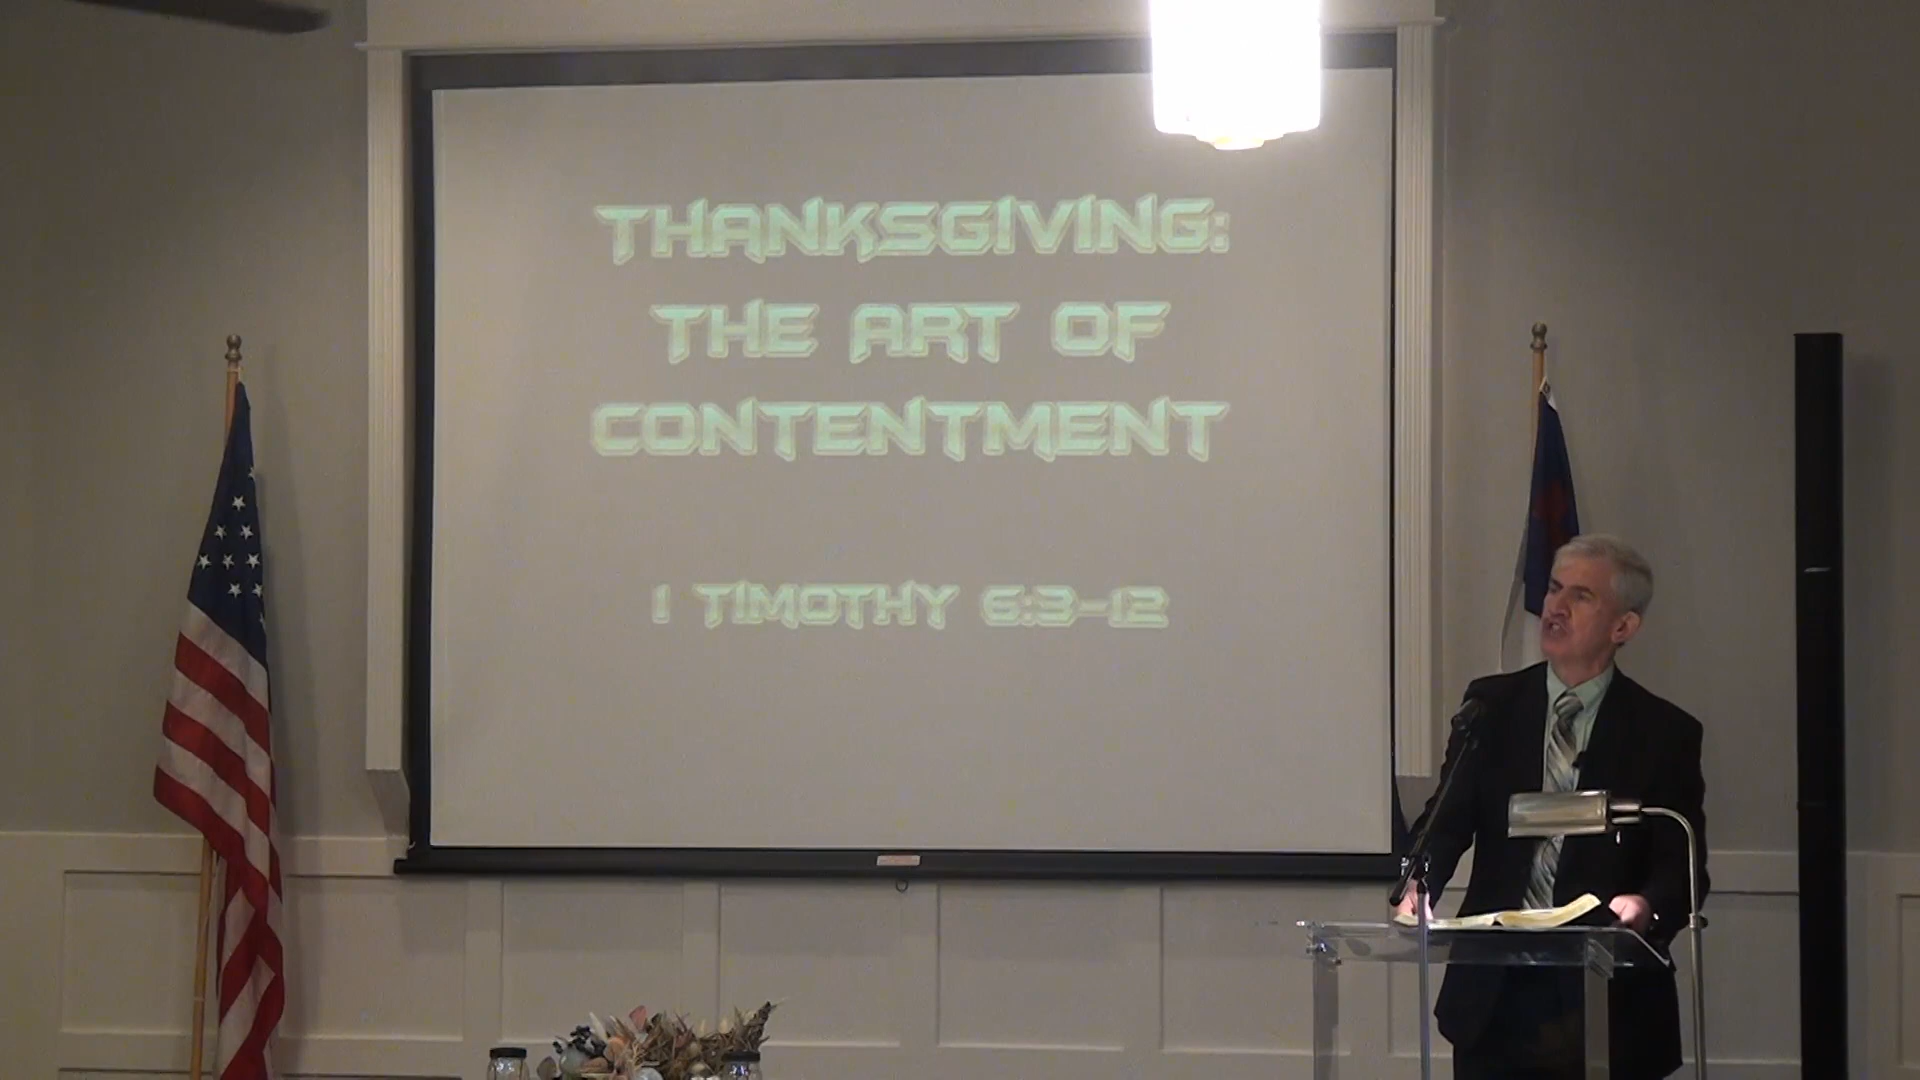 THANKSGIVING:
THE ART OF
CONTENTMENT
1 TIMOTHY 6:3-12